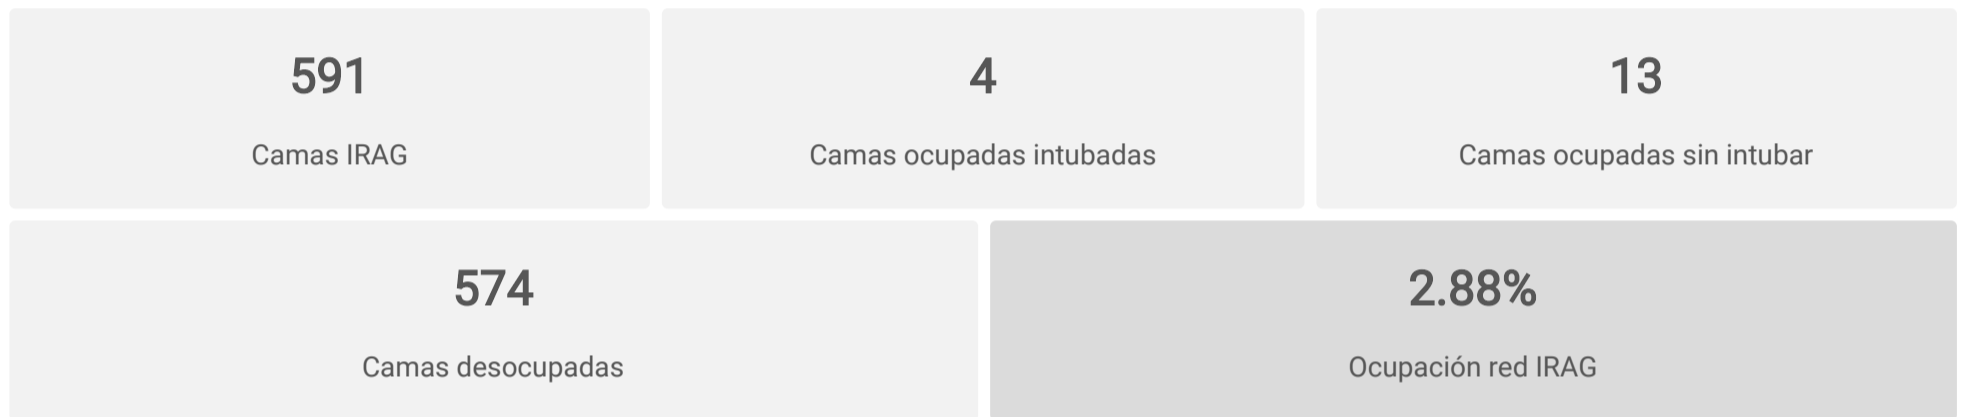 591
Camas IRAG
4
Camas ocupadas intubadas
13
Camas ocupadas sin intubar
574
Camas desocupadas
2.88%
Ocupación red IRAG